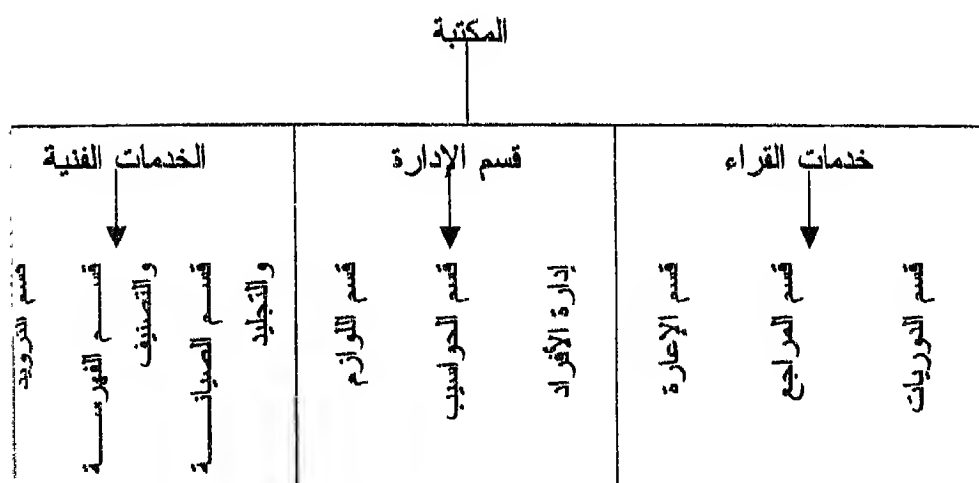 المكتبة
خدمات القراء
قسم الإدارة
الخدمات الفنية
قسم الدوريات
قسم المراجع
قسم الإعارة
إدارة الأفراد
قسم الحواسيب
قسم اللوازم
قسم الصيانة
والتجليد
قسم الفهرسة
والتصنيف
قسم التزويد